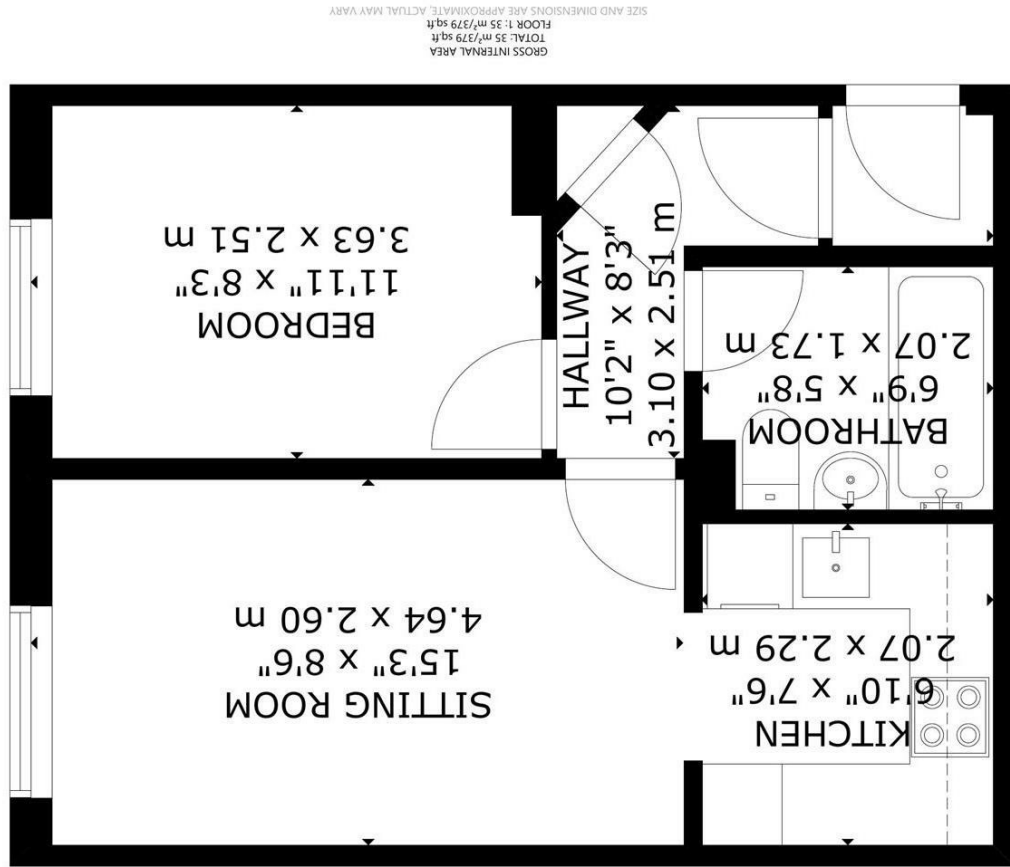 KITCHEN
6'10" x 7'6"
2.07 x 2.29 m
SITTING ROOM
15'3" x 8'6"
4.64 x 2.60 m
BATHROOM
6'9" x 5'8"
2.07 x 1.73 m
HALLWAY
10'2" x 8'3"
3.10 x 2.51 m
BEDROOM
11'11" x 8'3"
3.63 x 2.51 m
GROSS INTERNAL AREA
TOTAL: 35 m²/379 sq.ft
FLOOR 1: 35 m²/379 sq.ft
SIZE AND DIMENSIONS ARE APPROXIMATE, ACTUAL MAY VARY